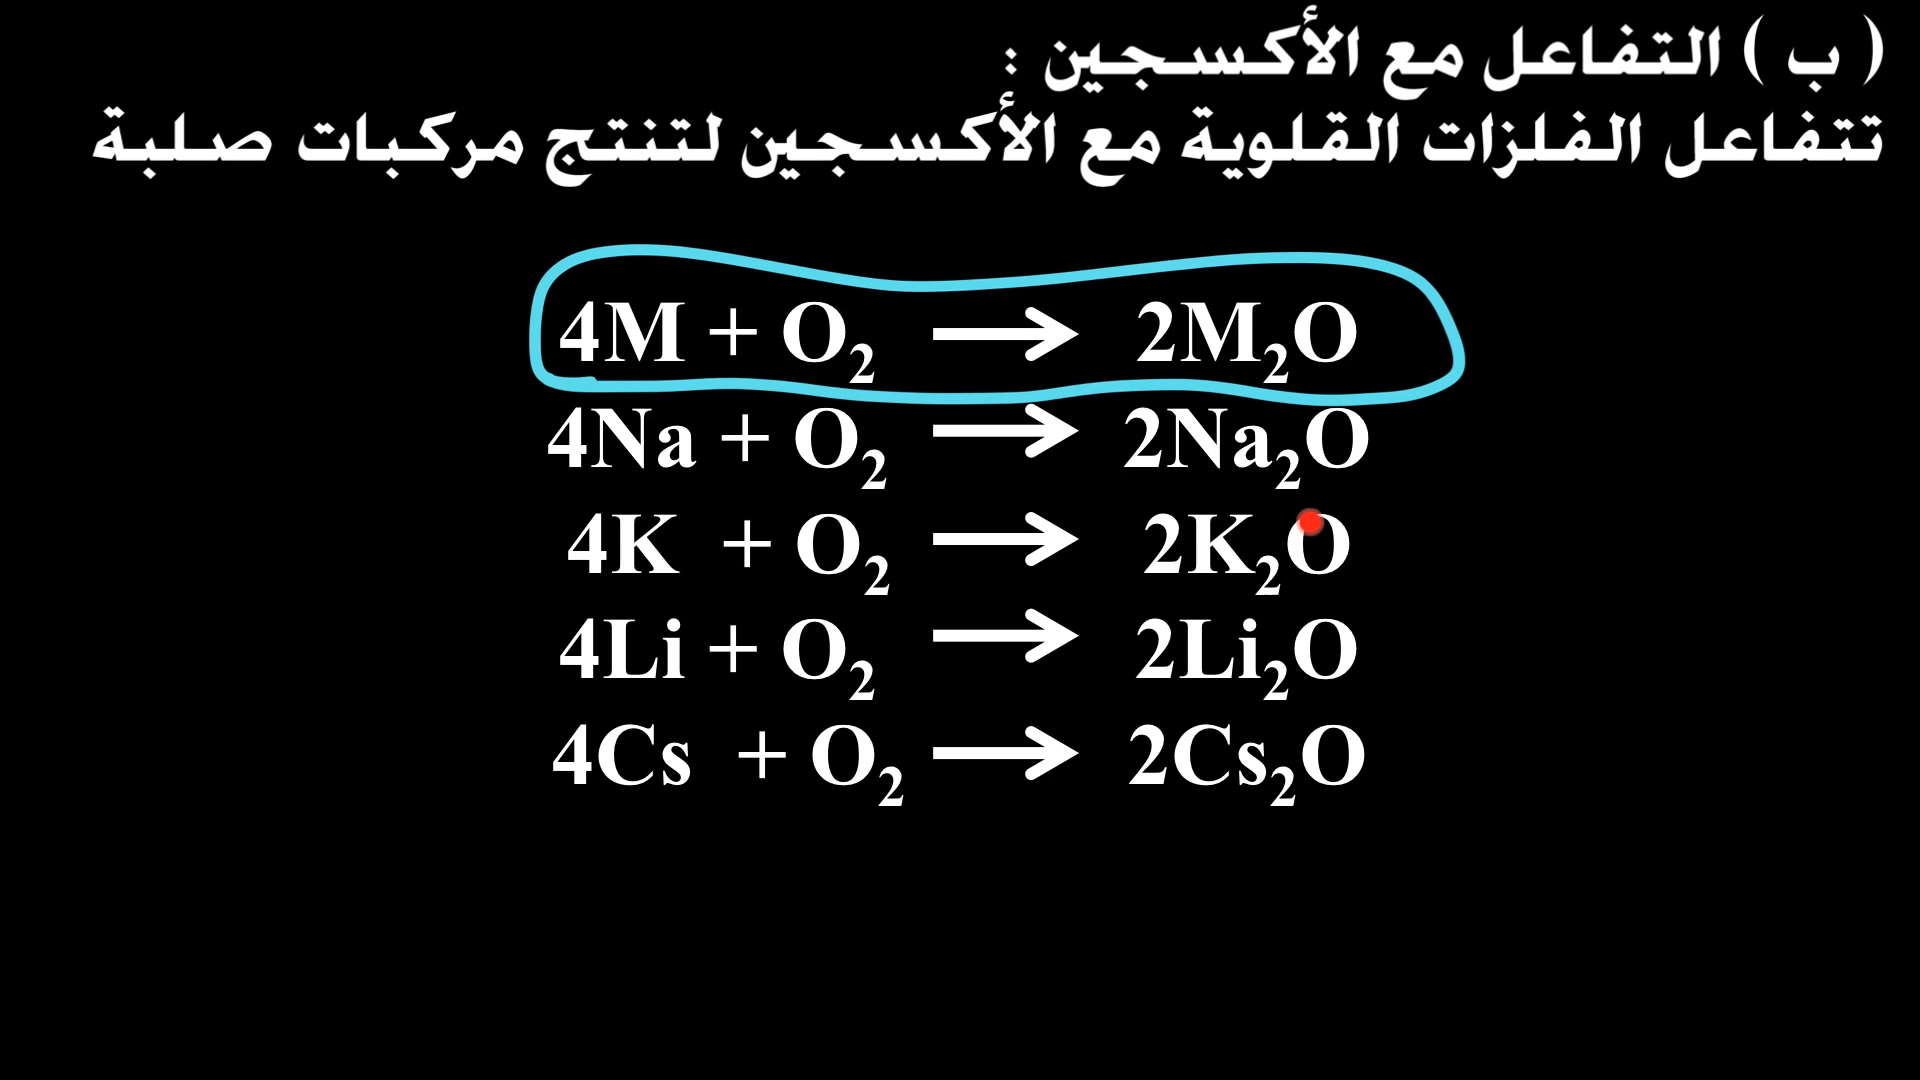 ( ب ) التفاعل مع الأكسجين :
تتفاعل الفلزات القلوية مع الأكسجين لتنتج مركبات صلبة
4M + O₂ → 2M₂O
4Na + O₂ → 2Na₂O
4K + O₂ → 2K₂O
4Li + O₂ → 2Li₂O
4Cs + O₂ → 2Cs₂O